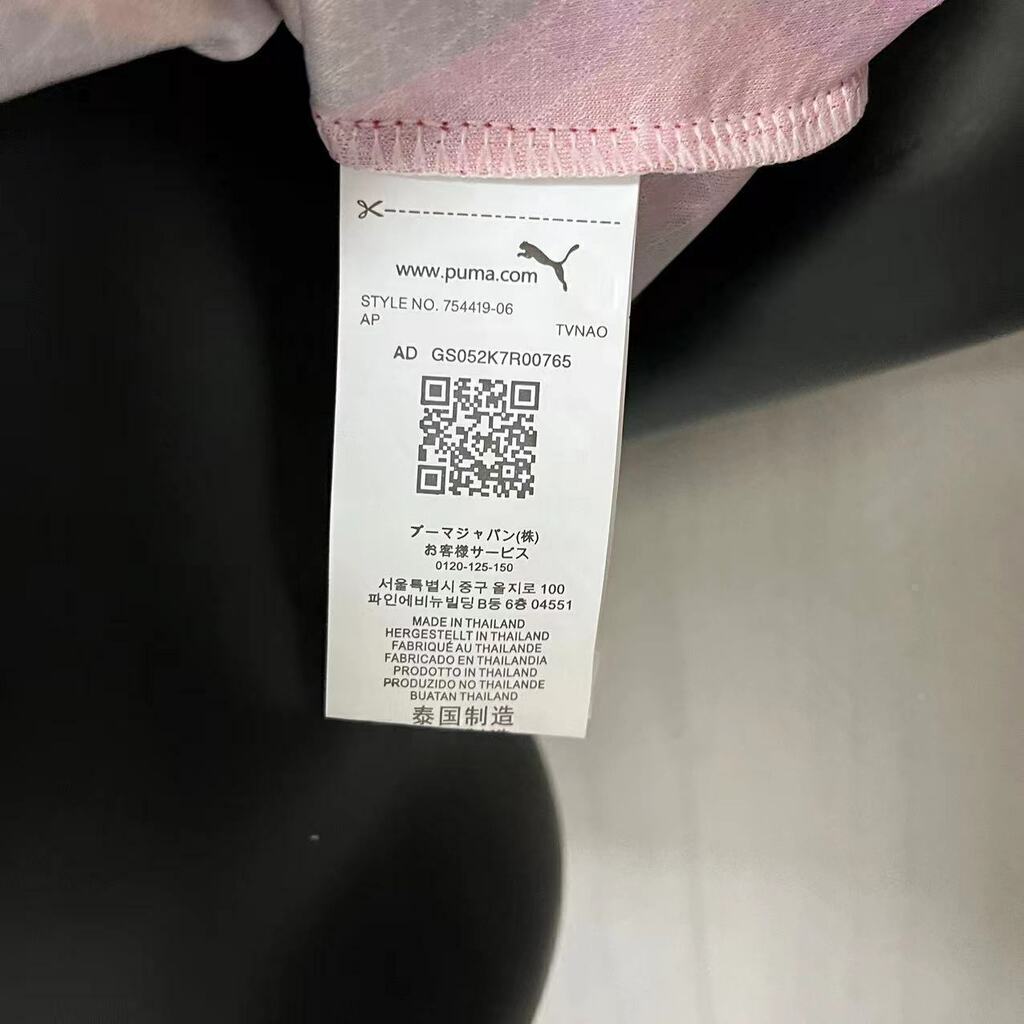 www.puma.com
STYLE NO. 754419-06
AP
TVNAO
AD GS052K7R00765
プーマジャパン(株)
お客様サービス
0120-125-150
서울특별시 중구 을지로 100
파인에비뉴빌딩 B동 6층 04551
MADE IN THAILAND
HERGESTELLT IN THAILAND
FABRIQUÉ AU THAILANDE
FABRICADO EN THAILANDIA
PRODOTTO IN THAILAND
PRODUZIDO NO THAILANDE
BUATAN THAILAND
泰国制造